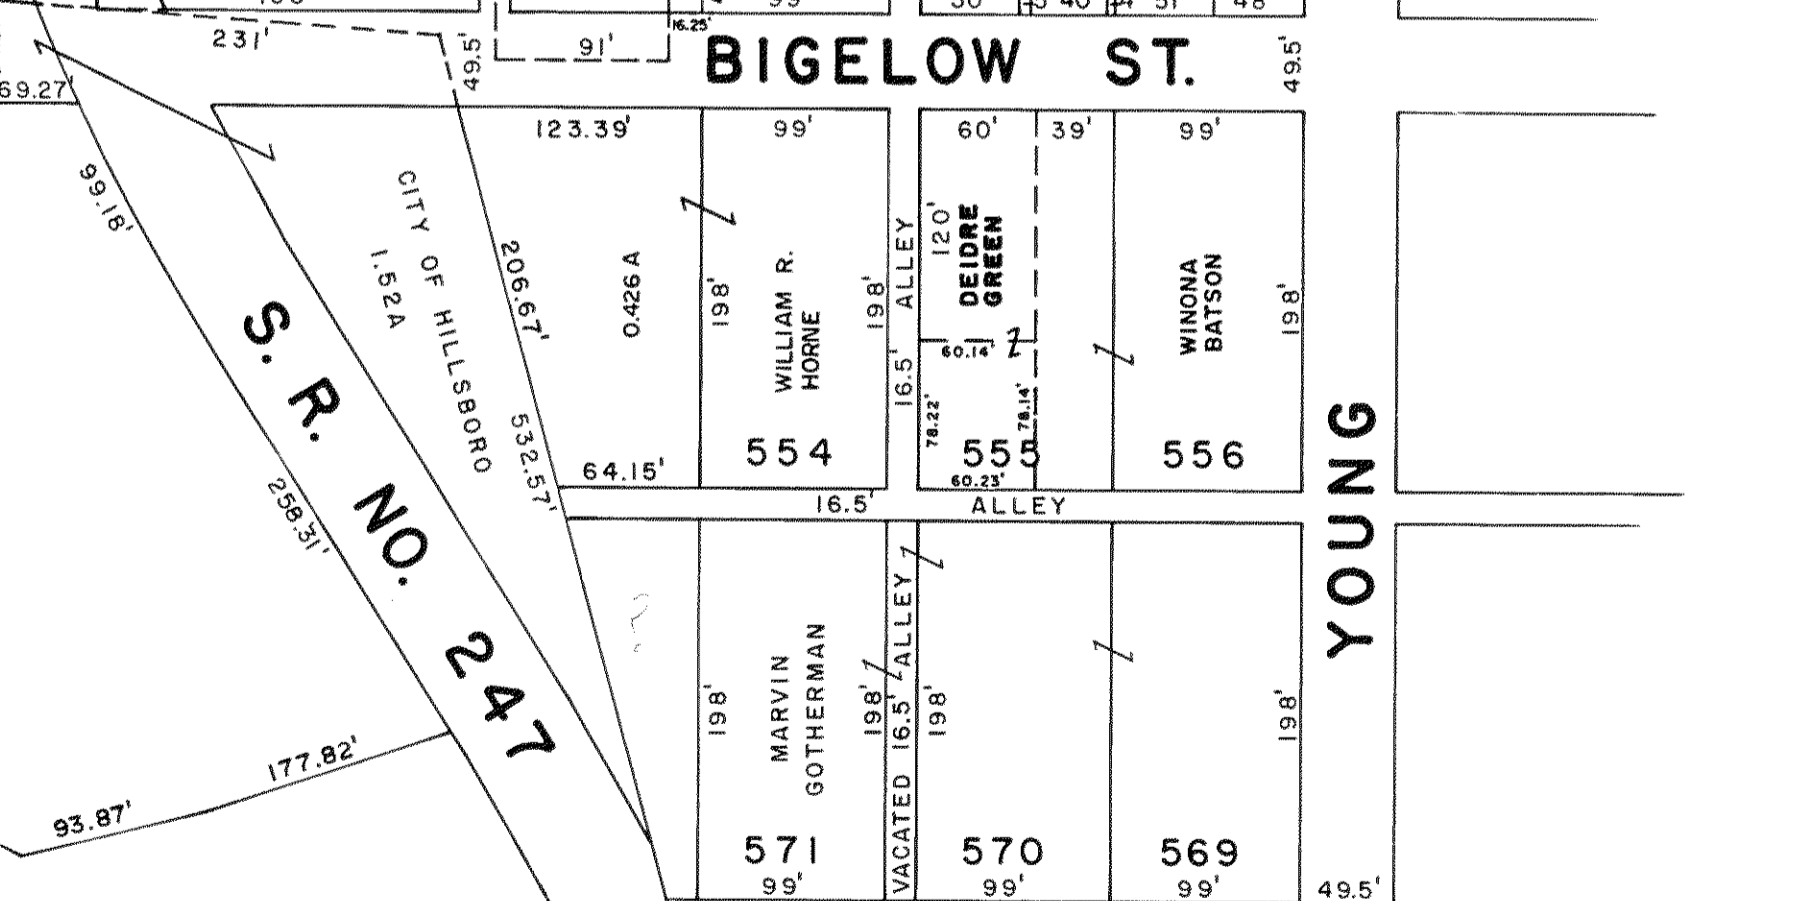 231'
49.5'
91'
16.25'
BIGELOW ST.
49.5'
69.27'
123.39'
99'
60'
39'
99'
99.18'
CITY OF HILLSBORO
1.52A
206.67'
532.57'
0.426A
198'
WILLIAM R.
HORNE
198'
16.5' ALLEY
120'
DEIDRE
GREEN
60.14'
78.22'
78.14'
WINONA
BATSON
198'
64.15'
554
555
60.23'
556
16.5' ALLEY
S. R. NO. 247
258.31'
YOUNG
198'
MARVIN
GOTHERMAN
198'
VACATED 16.5' ALLEY
198'
198'
177.82'
93.87'
571
99'
570
99'
569
99'
49.5'